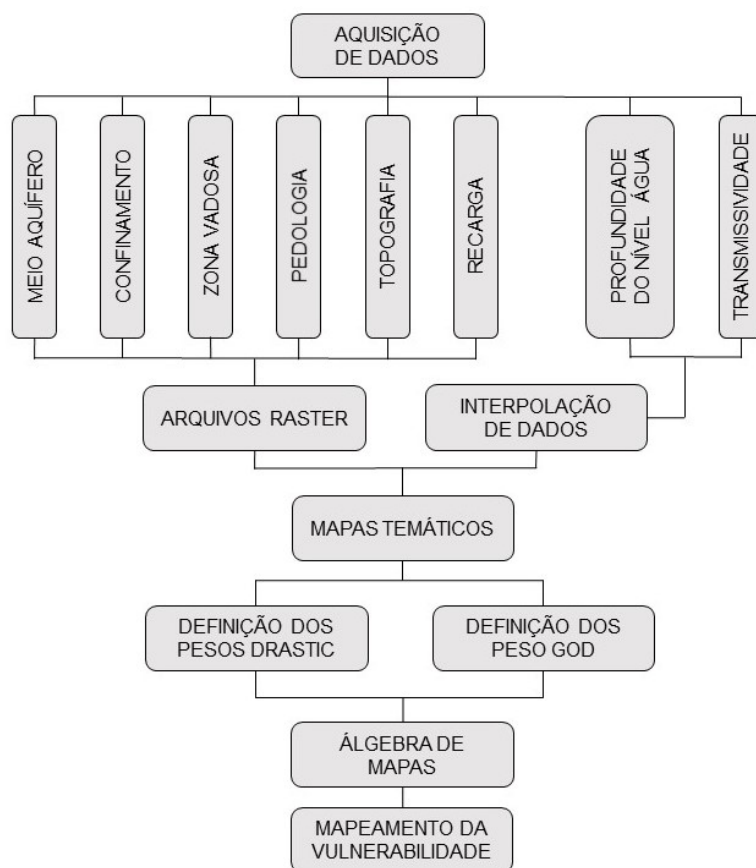 AQUISIÇÃO
DE DADOS
MEIO AQUÍFERO
CONFINAMENTO
ZONA VADOSA
PEDOLOGIA
TOPOGRAFIA
RECARGA
PROFUNDIDADE
DO NÍVEL ÁGUA
TRANSMISSIVIDADE
ARQUIVOS RASTER
INTERPOLAÇÃO
DE DADOS
MAPAS TEMÁTICOS
DEFINIÇÃO DOS
PESOS DRASTIC
DEFINIÇÃO DOS
PESO GOD
ÁLGEBRA DE
MAPAS
MAPEAMENTO DA
VULNERABILIDADE